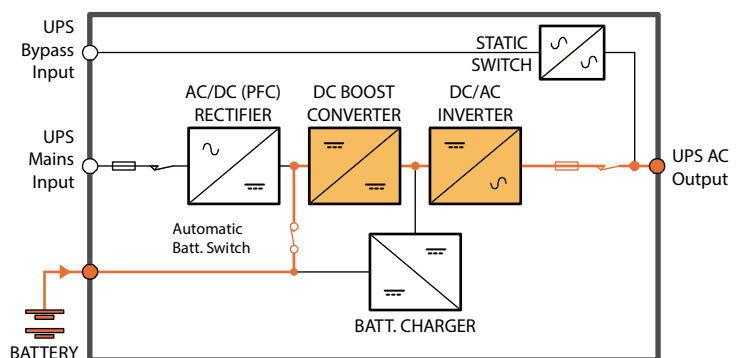 UPS
Bypass
Input
STATIC
SWITCH
AC/DC (PFC)
RECTIFIER
DC BOOST
CONVERTER
DC/AC
INVERTER
UPS
Mains
Input
UPS AC
Output
Automatic
Batt. Switch
BATT. CHARGER
BATTERY